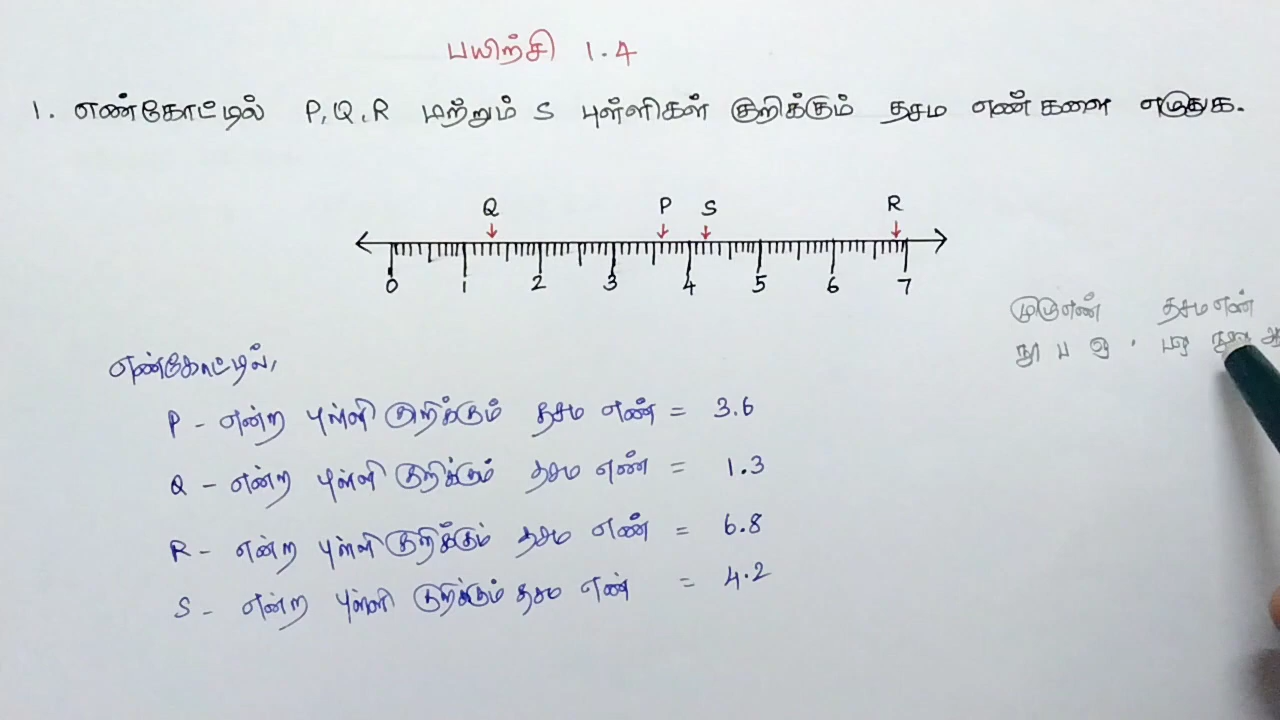 பயிற்சி 1.4
1. எண்கோட்டில் P, Q, R மற்றும் S புள்ளிகள் குறிக்கும் தசம எண்களை எழுதுக.
Q P S R
0 1 2 3 4 5 6 7
முழுஎண் தசமஎண்
நூ ப ஒ .
எண்கோட்டில்,
P - என்ற புள்ளி குறிக்கும் தசம எண் = 3.6
Q - என்ற புள்ளி குறிக்கும் தசம எண் = 1.3
R - என்ற புள்ளி குறிக்கும் தசம எண் = 6.8
S - என்ற புள்ளி குறிக்கும் தசம எண் = 4.2